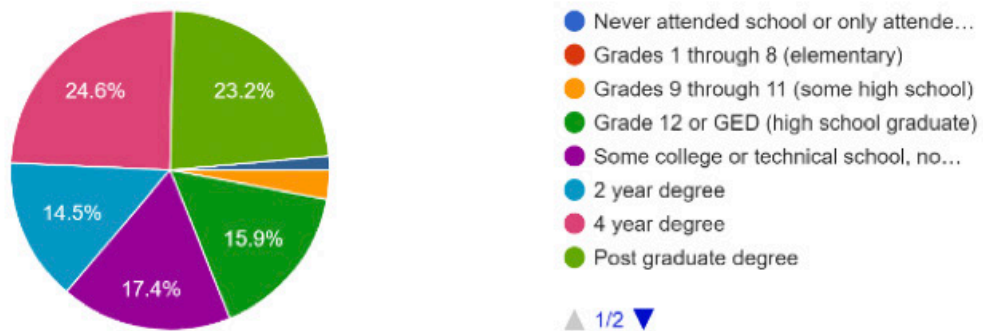 24.6%
23.2%
14.5%
15.9%
17.4%
Never attended school or only attende…
Grades 1 through 8 (elementary)
Grades 9 through 11 (some high school)
Grade 12 or GED (high school graduate)
Some college or technical school, no…
2 year degree
4 year degree
Post graduate degree
1/2